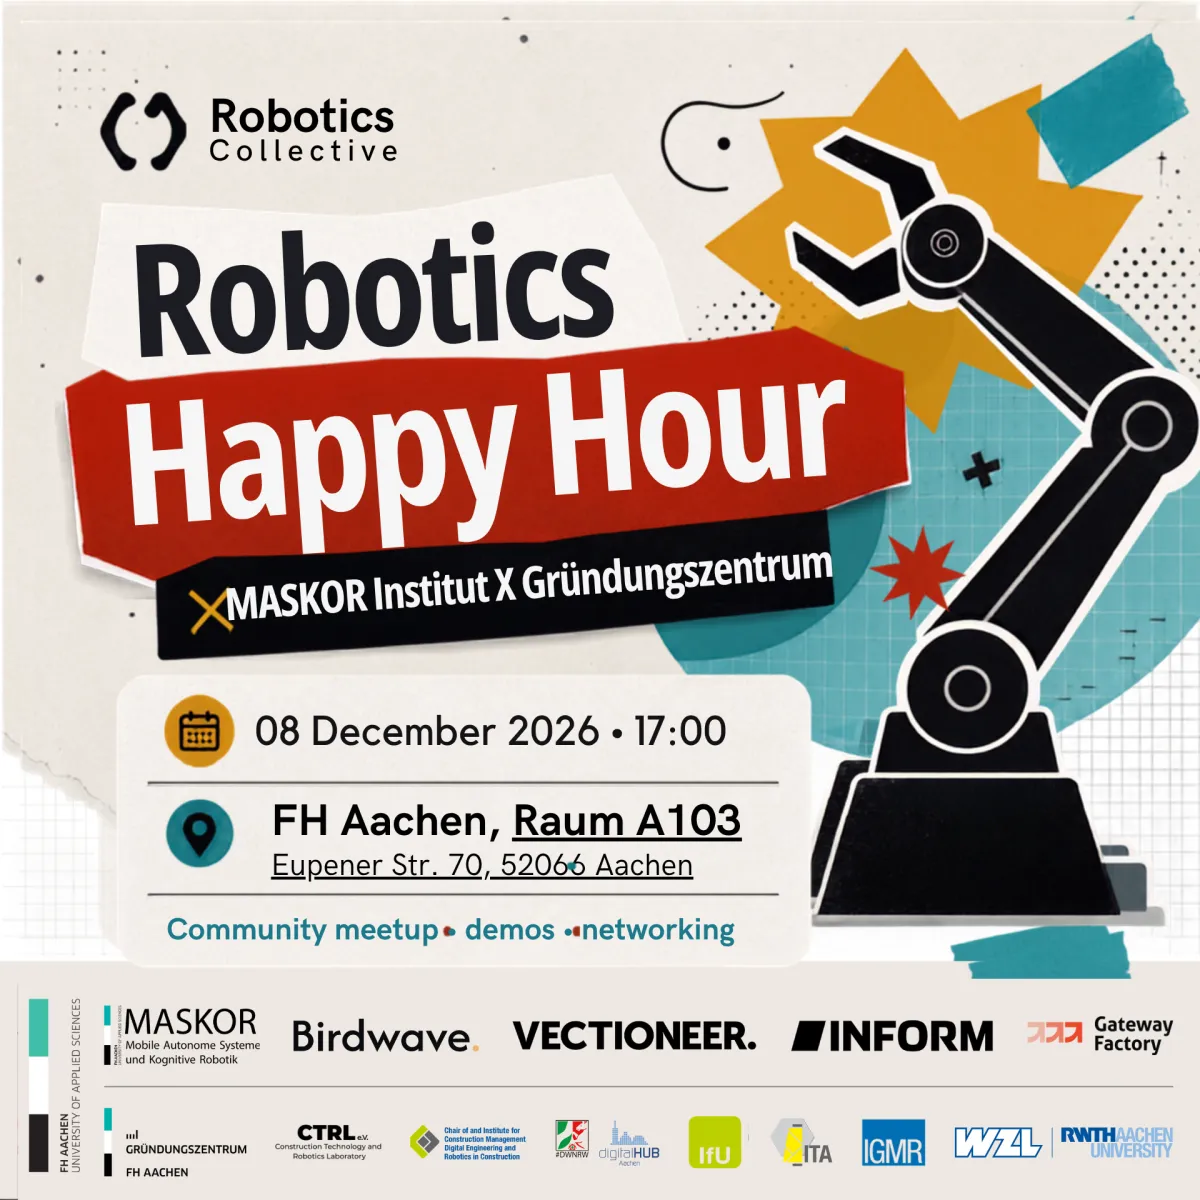 Robotics
Collective
Robotics
Happy Hour
MASKOR Institut X Gründungszentrum
08 December 2026 • 17:00
FH Aachen, Raum A103
Eupener Str. 70, 52066 Aachen
Community meetup • demos • networking
FH AACHEN
UNIVERSITY OF APPLIED SCIENCES
MASKOR
Mobile Autonome Systeme
und Kognitive Robotik
Birdwave.
VECTIONEER.
INFORM
Gateway
Factory
GRÜNDUNGSZENTRUM
FH AACHEN
CTRL e.V.
Construction Technology and
Robotics Laboratory
Chair of and Institute for
Construction Management
Digital Engineering and
Robotics in Construction
#DWNRW
digitalHUB
Aachen
IfU
ITA
IGMR
WZL
RWTHAACHEN
UNIVERSITY